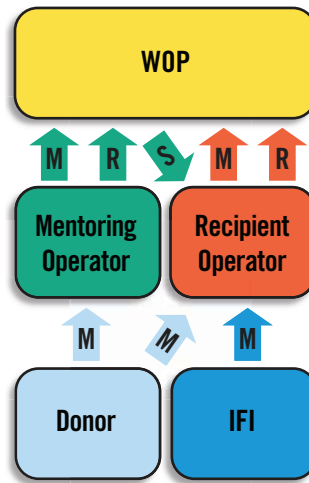 WOP
M R S M R
Mentoring Recipient
Operator Operator
M M M
Donor IFI